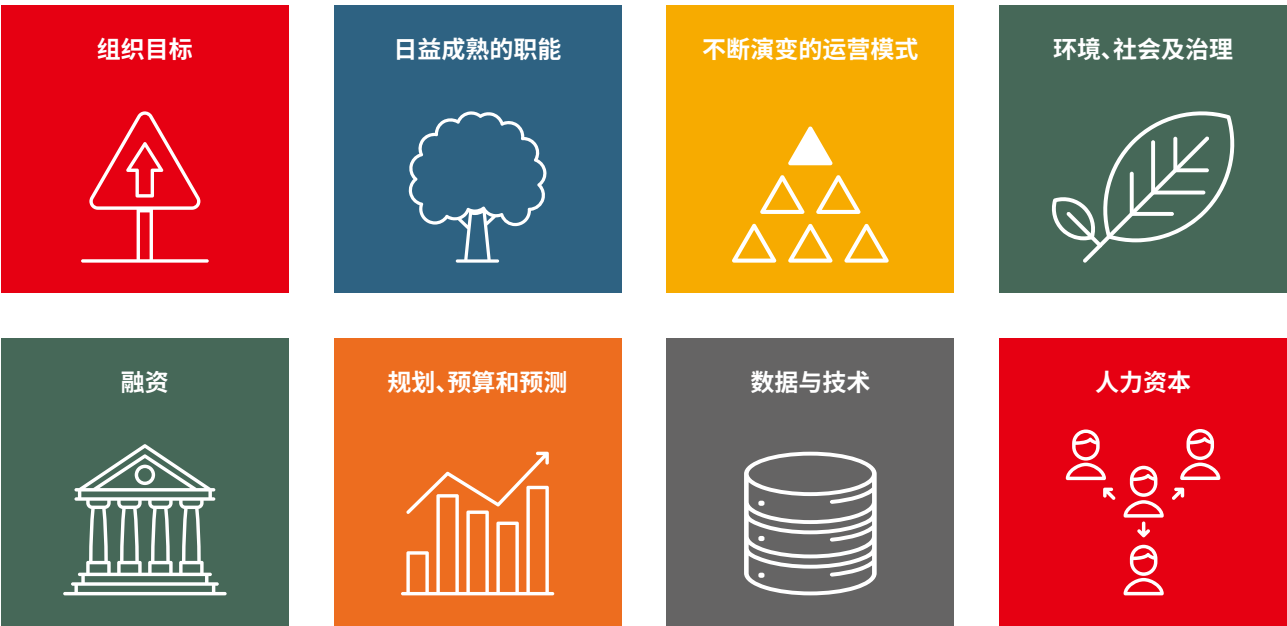 组织目标
日益成熟的职能
不断演变的运营模式
环境、社会及治理
融资
规划、预算和预测
数据与技术
人力资本